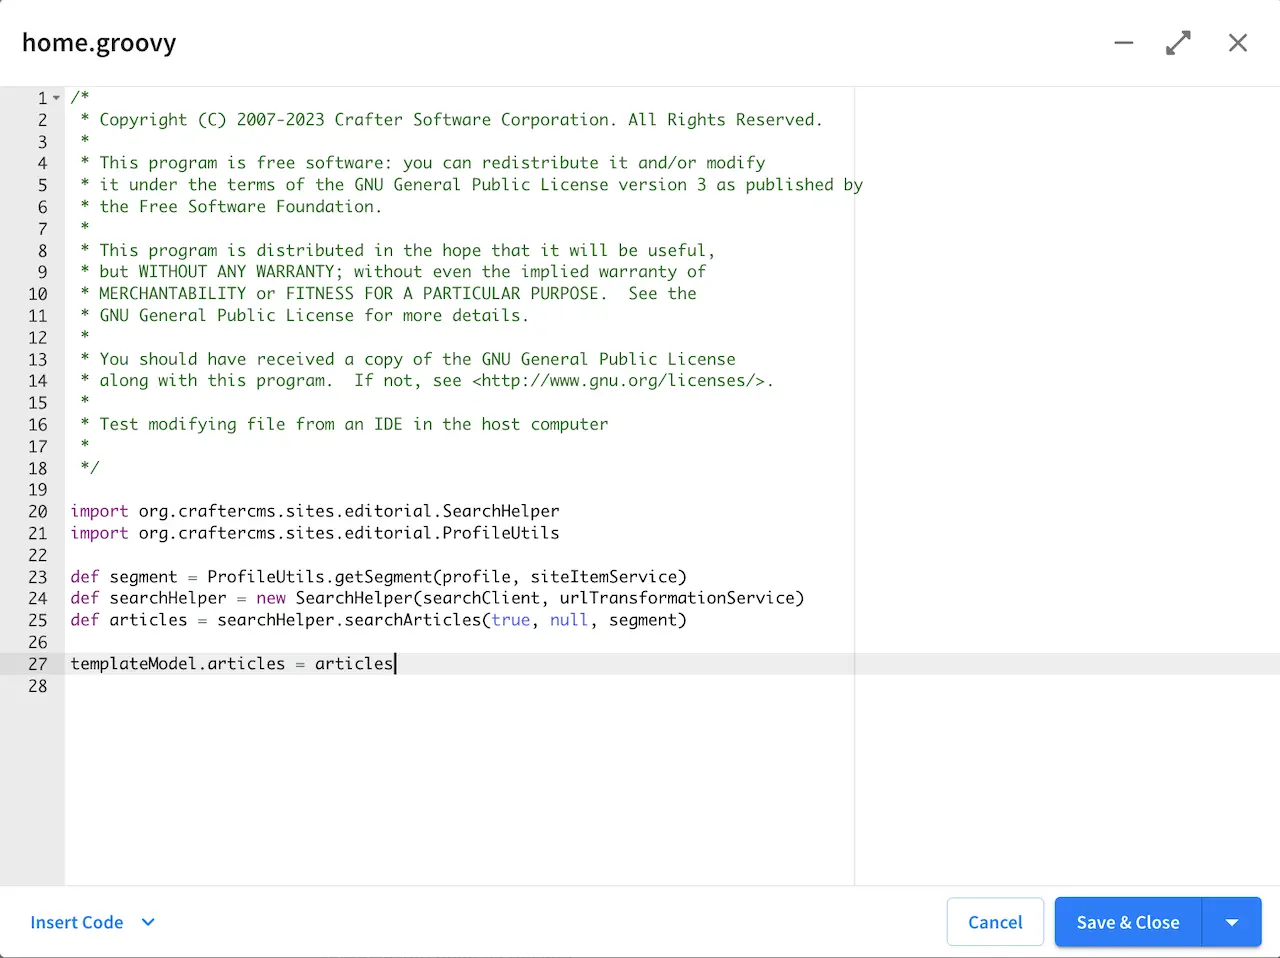 home.groovy
1 /*
2  * Copyright (C) 2007-2023 Crafter Software Corporation. All Rights Reserved.
3  *
4  * This program is free software: you can redistribute it and/or modify
5  * it under the terms of the GNU General Public License version 3 as published by
6  * the Free Software Foundation.
7  *
8  * This program is distributed in the hope that it will be useful,
9  * but WITHOUT ANY WARRANTY; without even the implied warranty of
10  * MERCHANTABILITY or FITNESS FOR A PARTICULAR PURPOSE.  See the
11  * GNU General Public License for more details.
12  *
13  * You should have received a copy of the GNU General Public License
14  * along with this program.  If not, see <http://www.gnu.org/licenses/>.
15  *
16  * Test modifying file from an IDE in the host computer
17  *
18  */
19
20 import org.craftercms.sites.editorial.SearchHelper
21 import org.craftercms.sites.editorial.ProfileUtils
22
23 def segment = ProfileUtils.getSegment(profile, siteItemService)
24 def searchHelper = new SearchHelper(searchClient, urlTransformationService)
25 def articles = searchHelper.searchArticles(true, null, segment)
26
27 templateModel.articles = articles
28
Insert Code
Cancel
Save & Close